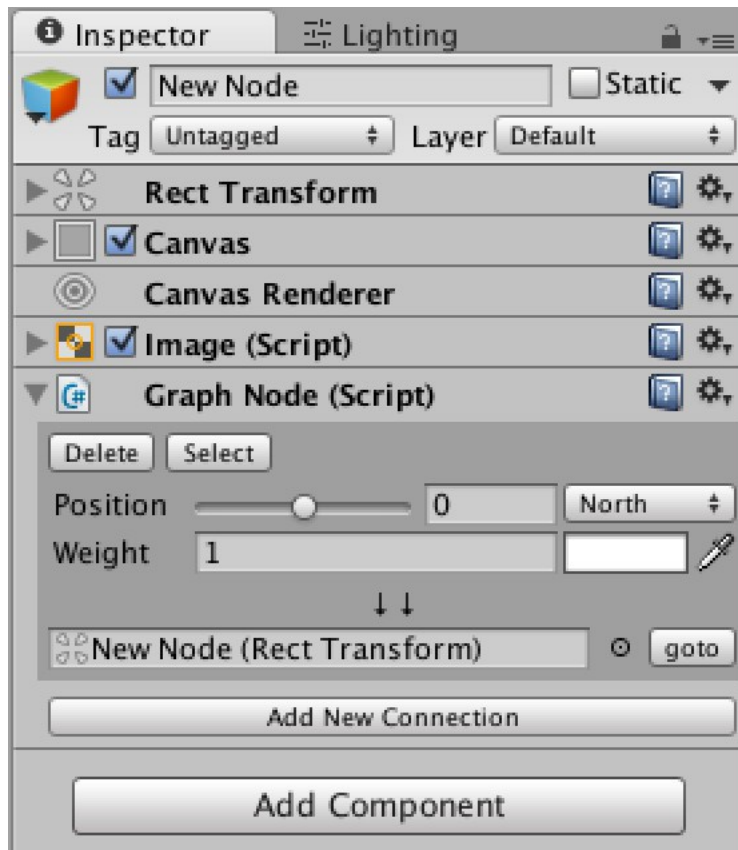 Inspector Lighting
New Node Static
Tag Untagged Layer Default
Rect Transform
Canvas
Canvas Renderer
Image (Script)
C# Graph Node (Script)
Delete Select
Position 0 North
Weight 1
↓↓
New Node (Rect Transform) goto
Add New Connection
Add Component